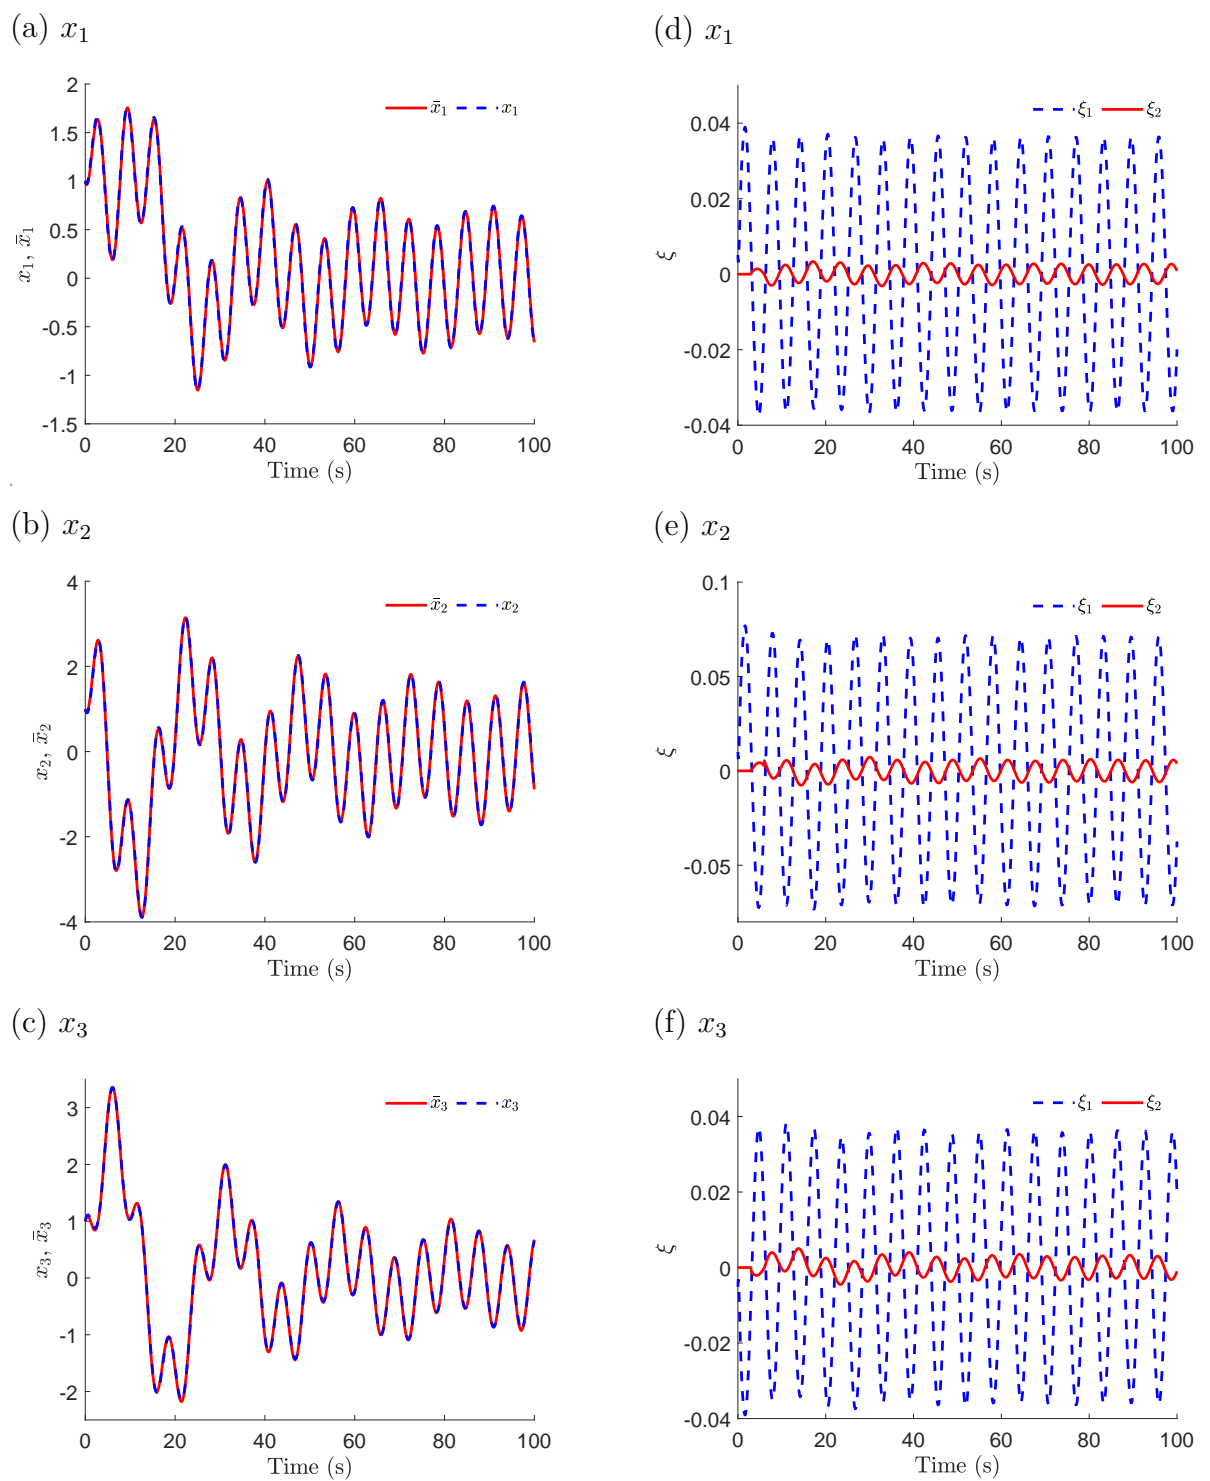 (a) x₁
2
1.5
1
0.5
0
-0.5
-1
-1.5
x₁, x̄₁
x̄₁ x₁
0 20 40 60 80 100
Time (s)
(d) x₁
0.04
0.02
0
-0.02
-0.04
ξ
ξ₁ ξ₂
0 20 40 60 80 100
Time (s)
(b) x₂
4
2
0
-2
-4
x₂, x̄₂
x̄₂ x₂
0 20 40 60 80 100
Time (s)
(e) x₂
0.1
0.05
0
-0.05
ξ
ξ₁ ξ₂
0 20 40 60 80 100
Time (s)
(c) x₃
3
2
1
0
-1
-2
x₃, x̄₃
x̄₃ x₃
0 20 40 60 80 100
Time (s)
(f) x₃
0.04
0.02
0
-0.02
-0.04
ξ
ξ₁ ξ₂
0 20 40 60 80 100
Time (s)